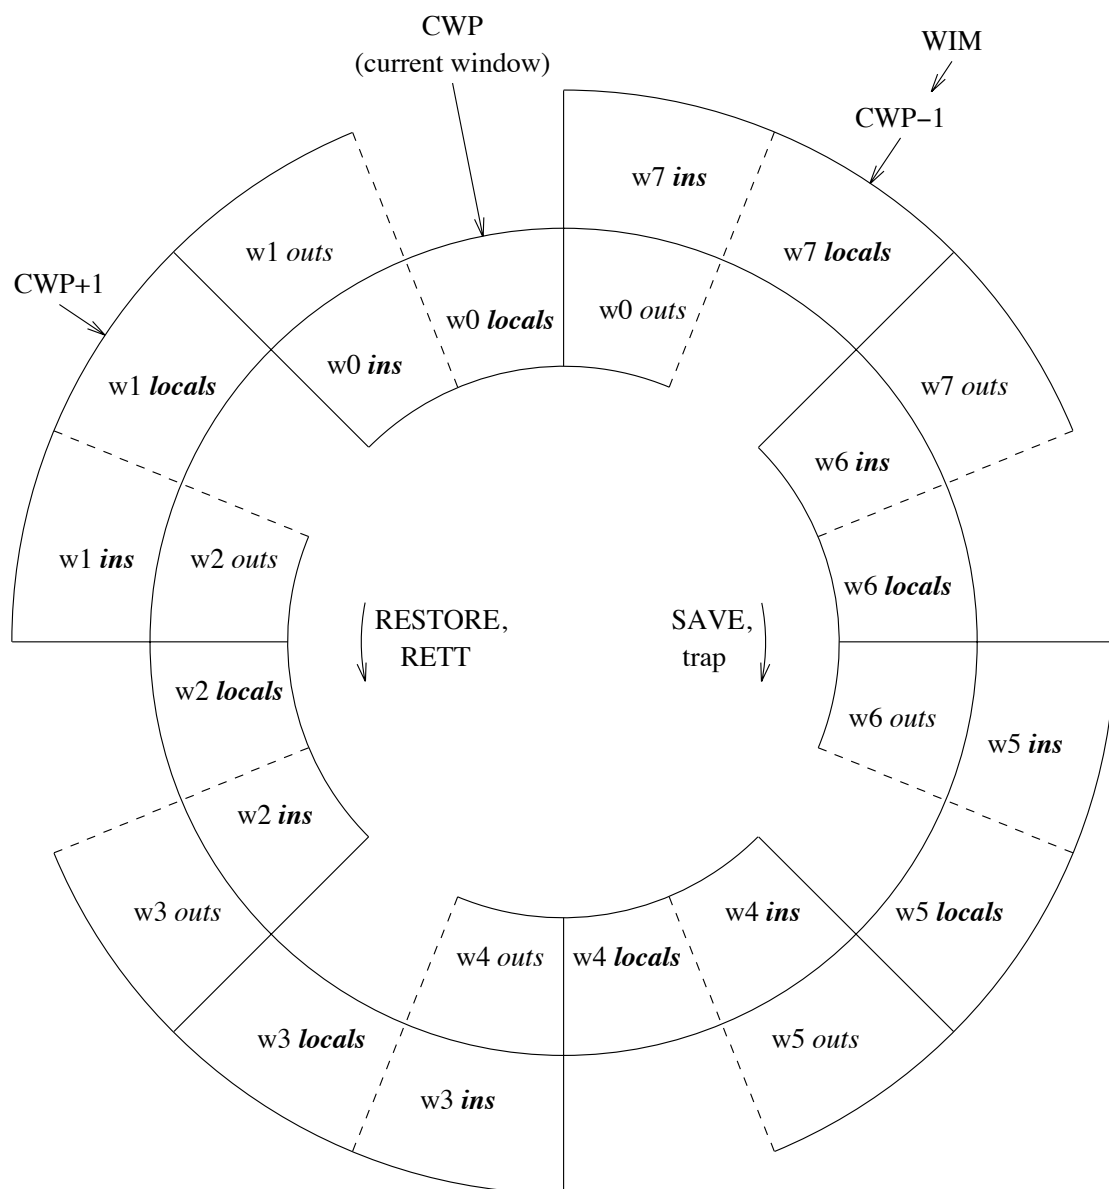 CWP
(current window)
WIM
CWP−1
w7 ins
w1 outs
w7 locals
CWP+1
w0 locals
w0 outs
w0 ins
w1 locals
w7 outs
w6 ins
w1 ins
w2 outs
w6 locals
RESTORE,
RETT
SAVE,
trap
w2 locals
w6 outs
w5 ins
w2 ins
w3 outs
w4 ins
w5 locals
w4 outs
w4 locals
w3 locals
w5 outs
w3 ins